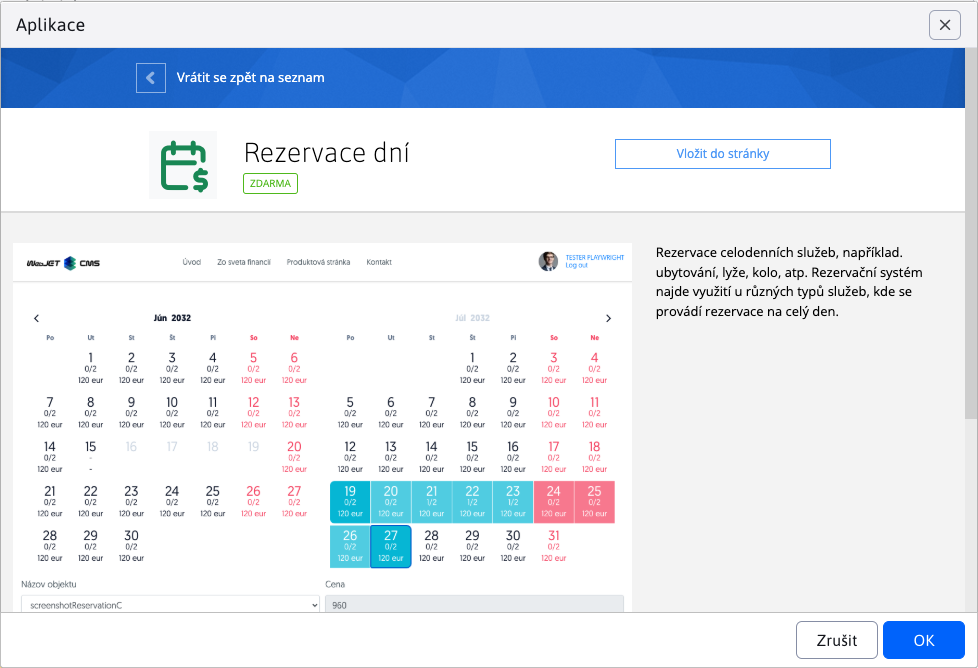 Aplikace
Vrátit se zpět na seznam
Rezervace dní
ZDARMA
Vložit do stránky
WebJET CMS
Úvod Zo sveta financií Produktová stránka Kontakt
TESTER PLAYWRIGHT
Log out
Jún 2032
Po Ut St Št Pi So Ne
1 2 3 4 5 6
0/2 0/2 0/2 0/2 0/2 0/2
120 eur 120 eur 120 eur 120 eur 120 eur 120 eur
7 8 9 10 11 12 13
0/2 0/2 0/2 0/2 0/2 0/2 0/2
120 eur 120 eur 120 eur 120 eur 120 eur 120 eur 120 eur
14 15 16 17 18 19 20
0/2 - 0/2
120 eur - 120 eur
21 22 23 24 25 26 27
0/2 0/2 0/2 0/2 0/2 0/2 0/2
120 eur 120 eur 120 eur 120 eur 120 eur 120 eur 120 eur
28 29 30
0/2 0/2 0/2
120 eur 120 eur 120 eur
Júl 2032
Po Ut St Št Pi So Ne
1 2 3 4
0/2 0/2 0/2 0/2
120 eur 120 eur 120 eur 120 eur
5 6 7 8 9 10 11
0/2 0/2 0/2 0/2 0/2 0/2 0/2
120 eur 120 eur 120 eur 120 eur 120 eur 120 eur 120 eur
12 13 14 15 16 17 18
0/2 0/2 0/2 0/2 0/2 0/2 0/2
120 eur 120 eur 120 eur 120 eur 120 eur 120 eur 120 eur
19 20 21 22 23 24 25
0/2 0/2 1/2 1/2 1/2 0/2 0/2
120 eur 120 eur 120 eur 120 eur 120 eur 120 eur 120 eur
26 27 28 29 30 31
0/2 0/2 0/2 0/2 0/2 0/2
120 eur 120 eur 120 eur 120 eur 120 eur 120 eur
Názov objektu
screenshotReservationC
Cena
960
Rezervace celodenních služeb, například.
ubytování, lyže, kolo, atp. Rezervační systém
najde využití u různých typů služeb, kde se
provádí rezervace na celý den.
Zrušit
OK